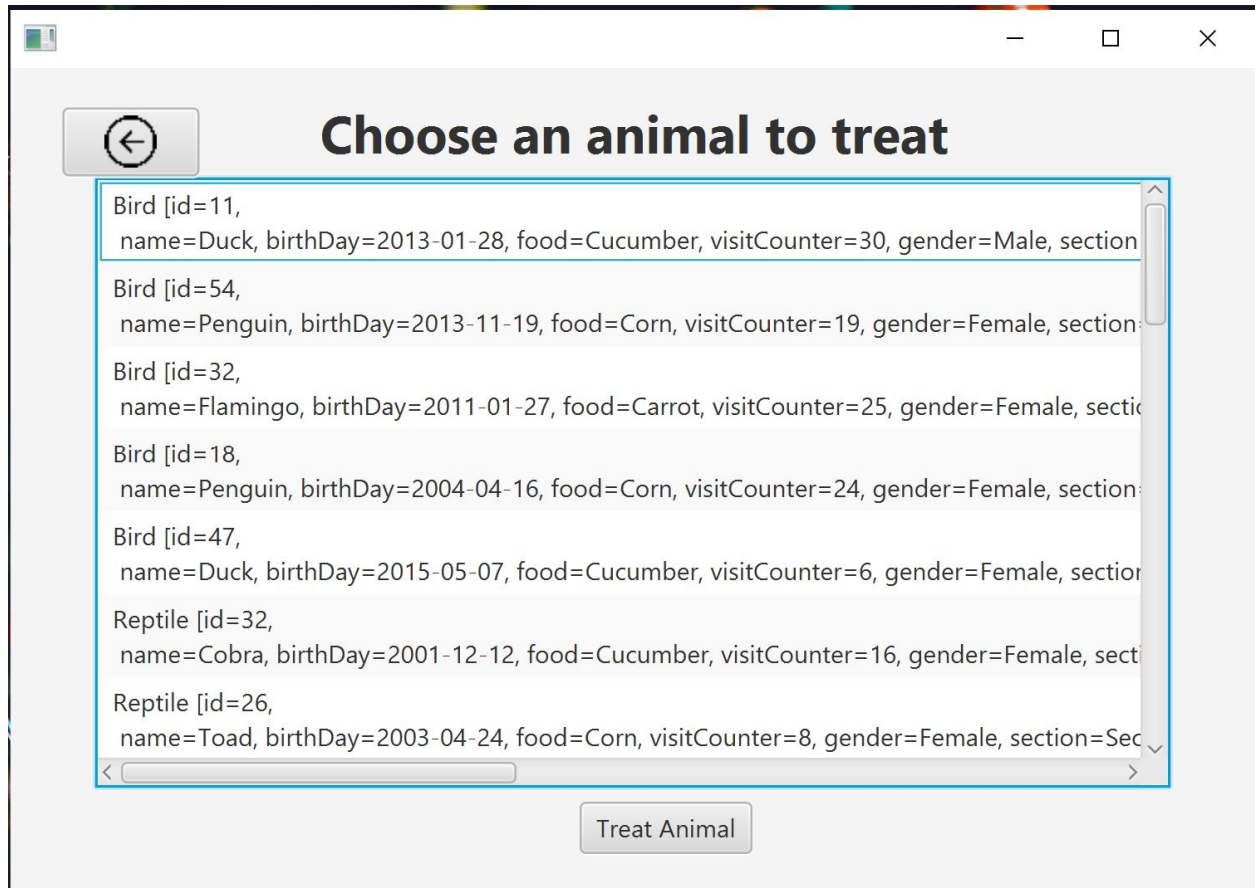 Choose an animal to treat
Bird [id=11,
name=Duck, birthDay=2013-01-28, food=Cucumber, visitCounter=30, gender=Male, section
Bird [id=54,
name=Penguin, birthDay=2013-11-19, food=Corn, visitCounter=19, gender=Female, section=
Bird [id=32,
name=Flamingo, birthDay=2011-01-27, food=Carrot, visitCounter=25, gender=Female, sectio
Bird [id=18,
name=Penguin, birthDay=2004-04-16, food=Corn, visitCounter=24, gender=Female, section=
Bird [id=47,
name=Duck, birthDay=2015-05-07, food=Cucumber, visitCounter=6, gender=Female, section
Reptile [id=32,
name=Cobra, birthDay=2001-12-12, food=Cucumber, visitCounter=16, gender=Female, secti
Reptile [id=26,
name=Toad, birthDay=2003-04-24, food=Corn, visitCounter=8, gender=Female, section=Sec
Treat Animal